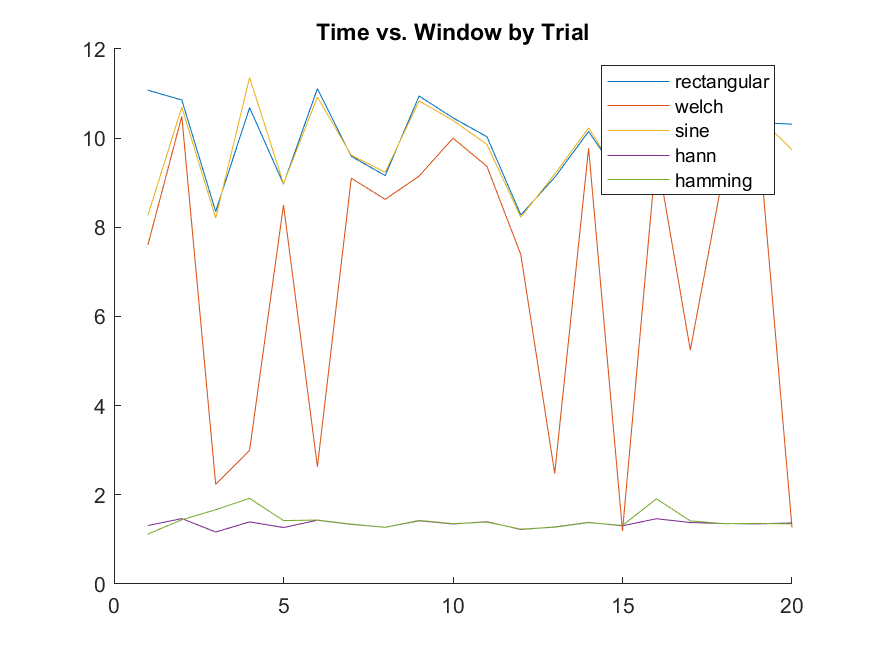 Time vs. Window by Trial
12
10
8
6
4
2
0
0 5 10 15 20
rectangular
welch
sine
hann
hamming